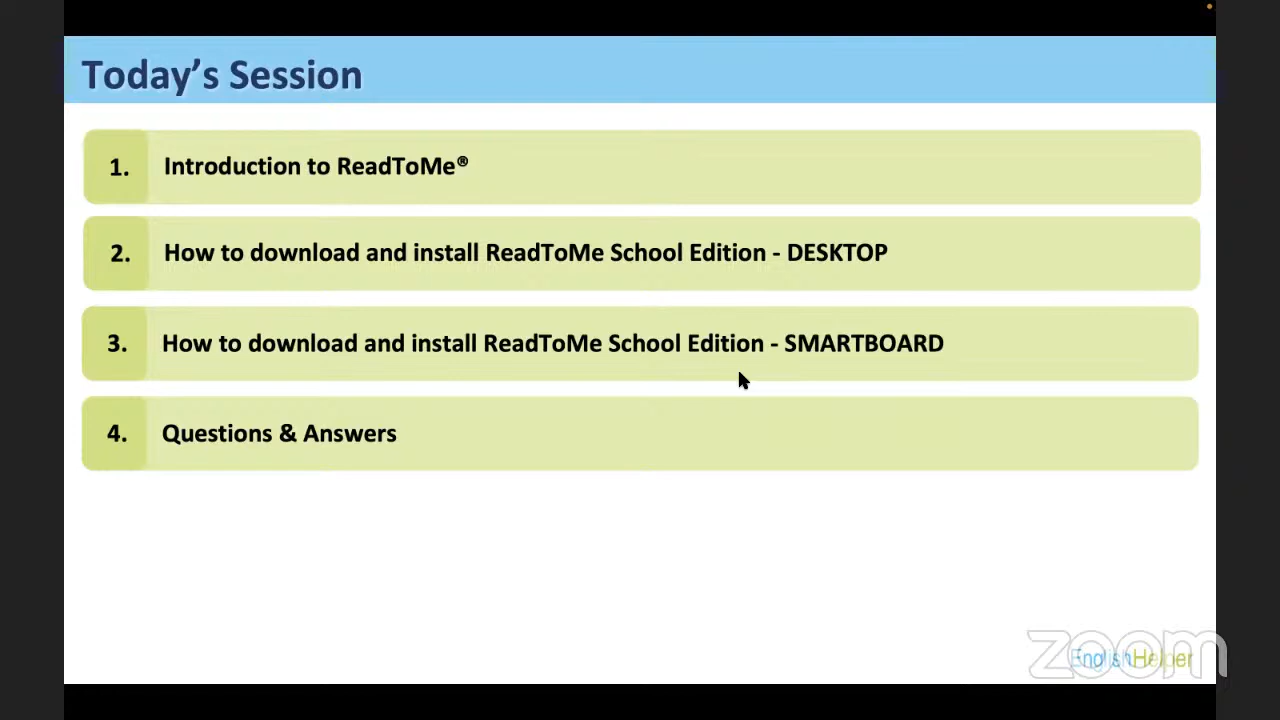 Today's Session
1. Introduction to ReadToMe®
2. How to download and install ReadToMe School Edition - DESKTOP
3. How to download and install ReadToMe School Edition - SMARTBOARD
4. Questions & Answers
EnglishHelper
zoom